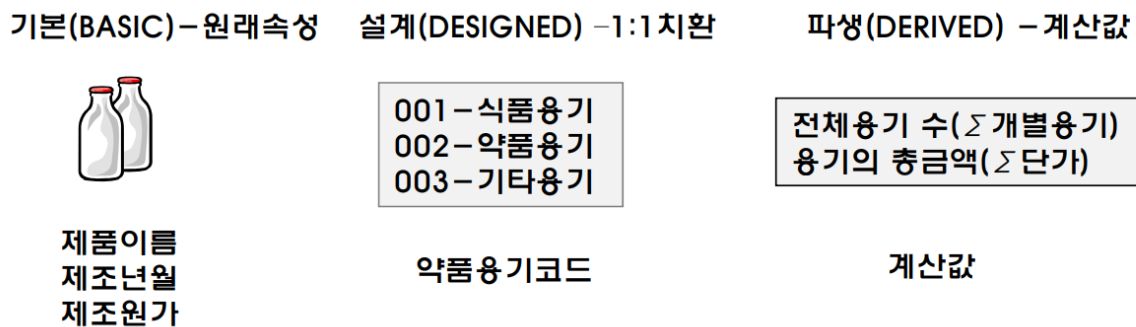 기본(BASIC)-원래속성
설계(DESIGNED) -1:1치환
파생(DERIVED) - 계산값
001-식품용기
002-약품용기
003-기타용기
전체용기 수(∑개별용기)
용기의 총금액(∑단가)
제품이름
제조년월
제조원가
약품용기코드
계산값